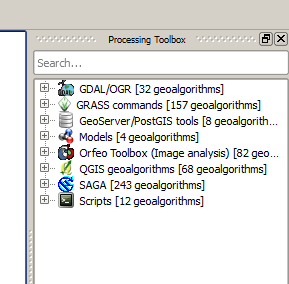 Processing Toolbox
Search...
GDAL/OGR [32 geoalgorithms]
GRASS commands [157 geoalgorithms]
GeoServer/PostGIS tools [8 geoalgorith...
Models [4 geoalgorithms]
Orfeo Toolbox (Image analysis) [82 geo...
QGIS geoalgorithms [68 geoalgorithms]
SAGA [243 geoalgorithms]
Scripts [12 geoalgorithms]